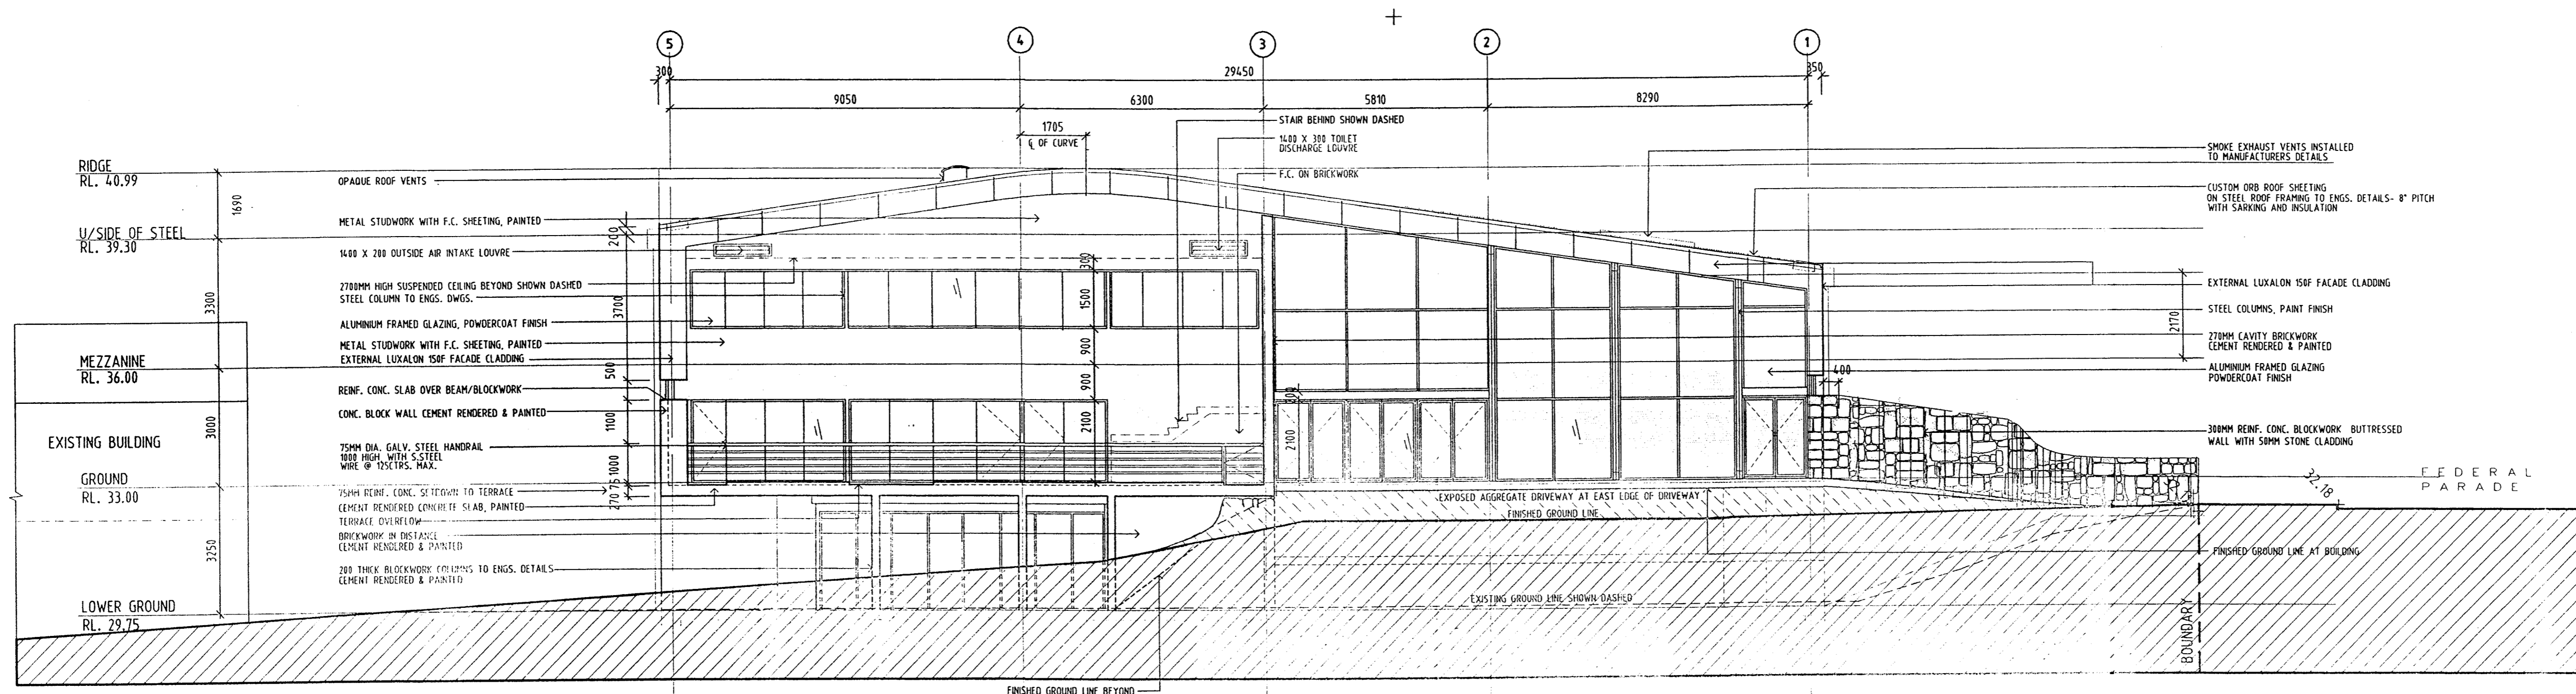 5
4
3
2
1
300
29450
350
9050
6300
5810
8290
1705
℄ OF CURVE
STAIR BEHIND SHOWN DASHED
1400 X 300 TOILET
DISCHARGE LOUVRE
F.C. ON BRICKWORK
RIDGE
RL. 40.99
1690
U/SIDE OF STEEL
RL. 39.30
3300
MEZZANINE
RL. 36.00
3000
EXISTING BUILDING
GROUND
RL. 33.00
3250
LOWER GROUND
RL. 29.75
OPAQUE ROOF VENTS
METAL STUDWORK WITH F.C. SHEETING, PAINTED
1400 X 200 OUTSIDE AIR INTAKE LOUVRE
2700MM HIGH SUSPENDED CEILING BEYOND SHOWN DASHED
STEEL COLUMN TO ENGS. DWGS.
ALUMINIUM FRAMED GLAZING, POWDERCOAT FINISH
METAL STUDWORK WITH F.C. SHEETING, PAINTED
EXTERNAL LUXALON 150F FACADE CLADDING
REINF. CONC. SLAB OVER BEAM/BLOCKWORK
CONC. BLOCK WALL CEMENT RENDERED & PAINTED
75MM DIA. GALV. STEEL HANDRAIL
1000 HIGH WITH S.STEEL
WIRE @ 125CTRS. MAX.
75MM REINF. CONC. SETDOWN TO TERRACE
CEMENT RENDERED CONCRETE SLAB, PAINTED
TERRACE OVERFLOW
BRICKWORK IN DISTANCE
CEMENT RENDERED & PAINTED
200 THICK BLOCKWORK COLUMNS TO ENGS. DETAILS
CEMENT RENDERED & PAINTED
200
3700
500
1100
1000
75
270
300
1500
900
900
2100
300
2100
2170
400
SMOKE EXHAUST VENTS INSTALLED
TO MANUFACTURERS DETAILS
CUSTOM ORB ROOF SHEETING
ON STEEL ROOF FRAMING TO ENGS. DETAILS- 8° PITCH
WITH SARKING AND INSULATION
EXTERNAL LUXALON 150F FACADE CLADDING
STEEL COLUMNS, PAINT FINISH
270MM CAVITY BRICKWORK
CEMENT RENDERED & PAINTED
ALUMINIUM FRAMED GLAZING
POWDERCOAT FINISH
300MM REINF. CONC. BLOCKWORK BUTTRESSED
WALL WITH 50MM STONE CLADDING
32.18
FEDERAL
PARADE
EXPOSED AGGREGATE DRIVEWAY AT EAST EDGE OF DRIVEWAY
FINISHED GROUND LINE
FINISHED GROUND LINE AT BUILDING
EXISTING GROUND LINE SHOWN DASHED
BOUNDARY
FINISHED GROUND LINE BEYOND